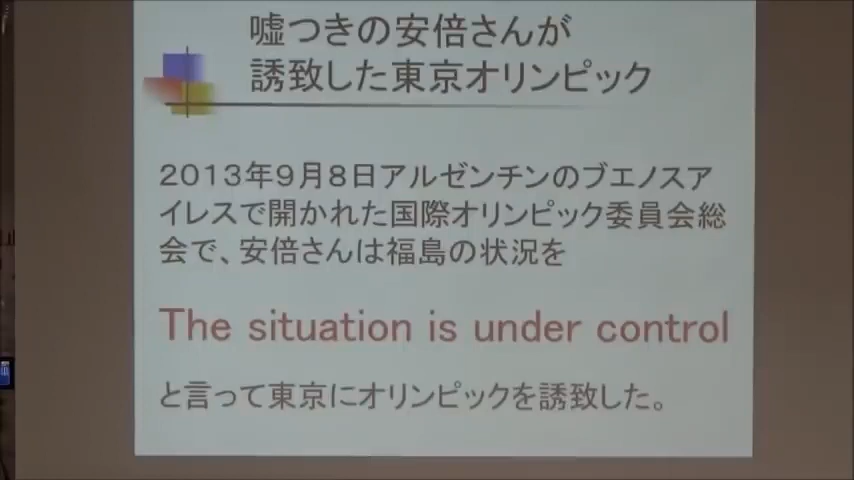 嘘つきの安倍さんが
誘致した東京オリンピック
２０１３年９月８日アルゼンチンのブエノスア
イレスで開かれた国際オリンピック委員会総
会で、安倍さんは福島の状況を
The situation is under control
と言って東京にオリンピックを誘致した。